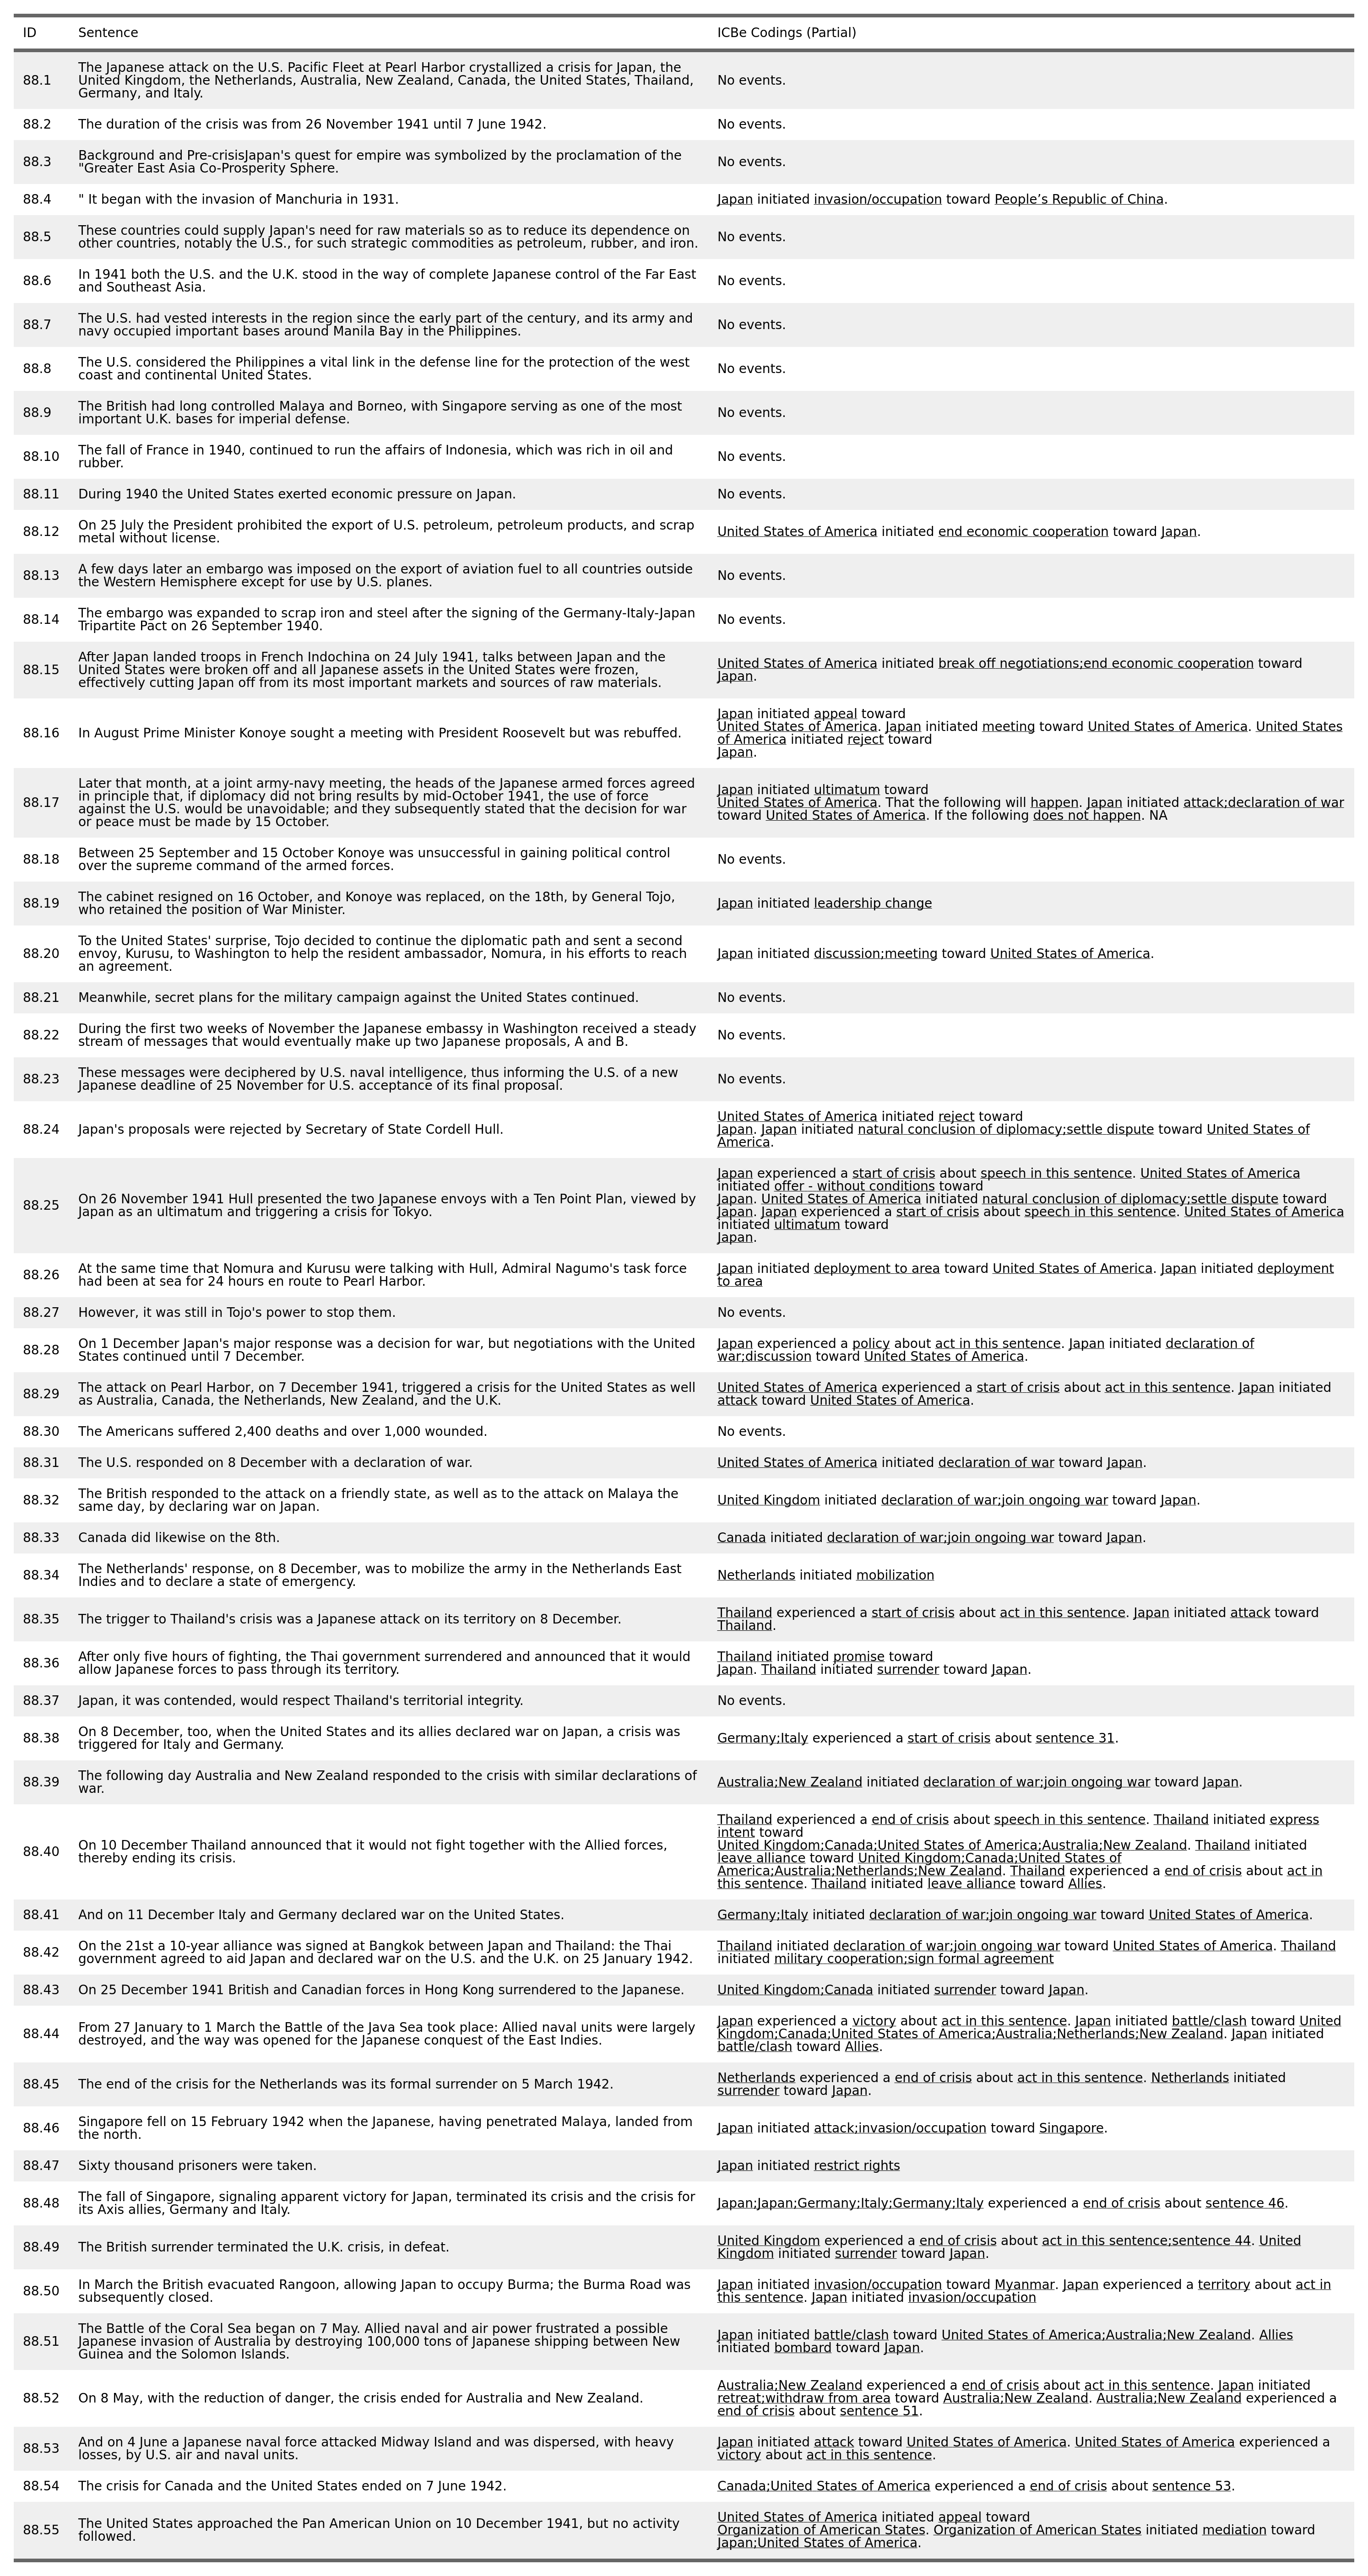 ID Sentence ICBe Codings (Partial)
88.1 The Japanese attack on the U.S. Pacific Fleet at Pearl Harbor crystallized a crisis for Japan, the
United Kingdom, the Netherlands, Australia, New Zealand, Canada, the United States, Thailand,
Germany, and Italy.
No events.
88.2 The duration of the crisis was from 26 November 1941 until 7 June 1942.
No events.
88.3 Background and Pre-crisisJapan's quest for empire was symbolized by the proclamation of the
"Greater East Asia Co-Prosperity Sphere.
No events.
88.4 " It began with the invasion of Manchuria in 1931.
Japan initiated invasion/occupation toward People’s Republic of China.
88.5 These countries could supply Japan's need for raw materials so as to reduce its dependence on
other countries, notably the U.S., for such strategic commodities as petroleum, rubber, and iron.
No events.
88.6 In 1941 both the U.S. and the U.K. stood in the way of complete Japanese control of the Far East
and Southeast Asia.
No events.
88.7 The U.S. had vested interests in the region since the early part of the century, and its army and
navy occupied important bases around Manila Bay in the Philippines.
No events.
88.8 The U.S. considered the Philippines a vital link in the defense line for the protection of the west
coast and continental United States.
No events.
88.9 The British had long controlled Malaya and Borneo, with Singapore serving as one of the most
important U.K. bases for imperial defense.
No events.
88.10 The fall of France in 1940, continued to run the affairs of Indonesia, which was rich in oil and
rubber.
No events.
88.11 During 1940 the United States exerted economic pressure on Japan.
No events.
88.12 On 25 July the President prohibited the export of U.S. petroleum, petroleum products, and scrap
metal without license.
United States of America initiated end economic cooperation toward Japan.
88.13 A few days later an embargo was imposed on the export of aviation fuel to all countries outside
the Western Hemisphere except for use by U.S. planes.
No events.
88.14 The embargo was expanded to scrap iron and steel after the signing of the Germany-Italy-Japan
Tripartite Pact on 26 September 1940.
No events.
88.15 After Japan landed troops in French Indochina on 24 July 1941, talks between Japan and the
United States were broken off and all Japanese assets in the United States were frozen,
effectively cutting Japan off from its most important markets and sources of raw materials.
United States of America initiated break off negotiations;end economic cooperation toward
Japan.
88.16 In August Prime Minister Konoye sought a meeting with President Roosevelt but was rebuffed.
Japan initiated appeal toward
United States of America. Japan initiated meeting toward United States of America. United States
of America initiated reject toward
Japan.
88.17 Later that month, at a joint army-navy meeting, the heads of the Japanese armed forces agreed
in principle that, if diplomacy did not bring results by mid-October 1941, the use of force
against the U.S. would be unavoidable; and they subsequently stated that the decision for war
or peace must be made by 15 October.
Japan initiated ultimatum toward
United States of America. That the following will happen. Japan initiated attack;declaration of war
toward United States of America. If the following does not happen. NA
88.18 Between 25 September and 15 October Konoye was unsuccessful in gaining political control
over the supreme command of the armed forces.
No events.
88.19 The cabinet resigned on 16 October, and Konoye was replaced, on the 18th, by General Tojo,
who retained the position of War Minister.
Japan initiated leadership change
88.20 To the United States' surprise, Tojo decided to continue the diplomatic path and sent a second
envoy, Kurusu, to Washington to help the resident ambassador, Nomura, in his efforts to reach
an agreement.
Japan initiated discussion;meeting toward United States of America.
88.21 Meanwhile, secret plans for the military campaign against the United States continued.
No events.
88.22 During the first two weeks of November the Japanese embassy in Washington received a steady
stream of messages that would eventually make up two Japanese proposals, A and B.
No events.
88.23 These messages were deciphered by U.S. naval intelligence, thus informing the U.S. of a new
Japanese deadline of 25 November for U.S. acceptance of its final proposal.
No events.
88.24 Japan's proposals were rejected by Secretary of State Cordell Hull.
United States of America initiated reject toward
Japan. Japan initiated natural conclusion of diplomacy;settle dispute toward United States of
America.
88.25 On 26 November 1941 Hull presented the two Japanese envoys with a Ten Point Plan, viewed by
Japan as an ultimatum and triggering a crisis for Tokyo.
Japan experienced a start of crisis about speech in this sentence. United States of America
initiated offer - without conditions toward
Japan. United States of America initiated natural conclusion of diplomacy;settle dispute toward
Japan. Japan experienced a start of crisis about speech in this sentence. United States of America
initiated ultimatum toward
Japan.
88.26 At the same time that Nomura and Kurusu were talking with Hull, Admiral Nagumo's task force
had been at sea for 24 hours en route to Pearl Harbor.
Japan initiated deployment to area toward United States of America. Japan initiated deployment
to area
88.27 However, it was still in Tojo's power to stop them.
No events.
88.28 On 1 December Japan's major response was a decision for war, but negotiations with the United
States continued until 7 December.
Japan experienced a policy about act in this sentence. Japan initiated declaration of
war;discussion toward United States of America.
88.29 The attack on Pearl Harbor, on 7 December 1941, triggered a crisis for the United States as well
as Australia, Canada, the Netherlands, New Zealand, and the U.K.
United States of America experienced a start of crisis about act in this sentence. Japan initiated
attack toward United States of America.
88.30 The Americans suffered 2,400 deaths and over 1,000 wounded.
No events.
88.31 The U.S. responded on 8 December with a declaration of war.
United States of America initiated declaration of war toward Japan.
88.32 The British responded to the attack on a friendly state, as well as to the attack on Malaya the
same day, by declaring war on Japan.
United Kingdom initiated declaration of war;join ongoing war toward Japan.
88.33 Canada did likewise on the 8th.
Canada initiated declaration of war;join ongoing war toward Japan.
88.34 The Netherlands' response, on 8 December, was to mobilize the army in the Netherlands East
Indies and to declare a state of emergency.
Netherlands initiated mobilization
88.35 The trigger to Thailand's crisis was a Japanese attack on its territory on 8 December.
Thailand experienced a start of crisis about act in this sentence. Japan initiated attack toward
Thailand.
88.36 After only five hours of fighting, the Thai government surrendered and announced that it would
allow Japanese forces to pass through its territory.
Thailand initiated promise toward
Japan. Thailand initiated surrender toward Japan.
88.37 Japan, it was contended, would respect Thailand's territorial integrity.
No events.
88.38 On 8 December, too, when the United States and its allies declared war on Japan, a crisis was
triggered for Italy and Germany.
Germany;Italy experienced a start of crisis about sentence 31.
88.39 The following day Australia and New Zealand responded to the crisis with similar declarations of
war.
Australia;New Zealand initiated declaration of war;join ongoing war toward Japan.
88.40 On 10 December Thailand announced that it would not fight together with the Allied forces,
thereby ending its crisis.
Thailand experienced a end of crisis about speech in this sentence. Thailand initiated express
intent toward
United Kingdom;Canada;United States of America;Australia;New Zealand. Thailand initiated
leave alliance toward United Kingdom;Canada;United States of
America;Australia;Netherlands;New Zealand. Thailand experienced a end of crisis about act in
this sentence. Thailand initiated leave alliance toward Allies.
88.41 And on 11 December Italy and Germany declared war on the United States.
Germany;Italy initiated declaration of war;join ongoing war toward United States of America.
88.42 On the 21st a 10-year alliance was signed at Bangkok between Japan and Thailand: the Thai
government agreed to aid Japan and declared war on the U.S. and the U.K. on 25 January 1942.
Thailand initiated declaration of war;join ongoing war toward United States of America. Thailand
initiated military cooperation;sign formal agreement
88.43 On 25 December 1941 British and Canadian forces in Hong Kong surrendered to the Japanese.
United Kingdom;Canada initiated surrender toward Japan.
88.44 From 27 January to 1 March the Battle of the Java Sea took place: Allied naval units were largely
destroyed, and the way was opened for the Japanese conquest of the East Indies.
Japan experienced a victory about act in this sentence. Japan initiated battle/clash toward United
Kingdom;Canada;United States of America;Australia;Netherlands;New Zealand. Japan initiated
battle/clash toward Allies.
88.45 The end of the crisis for the Netherlands was its formal surrender on 5 March 1942.
Netherlands experienced a end of crisis about act in this sentence. Netherlands initiated
surrender toward Japan.
88.46 Singapore fell on 15 February 1942 when the Japanese, having penetrated Malaya, landed from
the north.
Japan initiated attack;invasion/occupation toward Singapore.
88.47 Sixty thousand prisoners were taken.
Japan initiated restrict rights
88.48 The fall of Singapore, signaling apparent victory for Japan, terminated its crisis and the crisis for
its Axis allies, Germany and Italy.
Japan;Japan;Germany;Italy;Germany;Italy experienced a end of crisis about sentence 46.
88.49 The British surrender terminated the U.K. crisis, in defeat.
United Kingdom experienced a end of crisis about act in this sentence;sentence 44. United
Kingdom initiated surrender toward Japan.
88.50 In March the British evacuated Rangoon, allowing Japan to occupy Burma; the Burma Road was
subsequently closed.
Japan initiated invasion/occupation toward Myanmar. Japan experienced a territory about act in
this sentence. Japan initiated invasion/occupation
88.51 The Battle of the Coral Sea began on 7 May. Allied naval and air power frustrated a possible
Japanese invasion of Australia by destroying 100,000 tons of Japanese shipping between New
Guinea and the Solomon Islands.
Japan initiated battle/clash toward United States of America;Australia;New Zealand. Allies
initiated bombard toward Japan.
88.52 On 8 May, with the reduction of danger, the crisis ended for Australia and New Zealand.
Australia;New Zealand experienced a end of crisis about act in this sentence. Japan initiated
retreat;withdraw from area toward Australia;New Zealand. Australia;New Zealand experienced a
end of crisis about sentence 51.
88.53 And on 4 June a Japanese naval force attacked Midway Island and was dispersed, with heavy
losses, by U.S. air and naval units.
Japan initiated attack toward United States of America. United States of America experienced a
victory about act in this sentence.
88.54 The crisis for Canada and the United States ended on 7 June 1942.
Canada;United States of America experienced a end of crisis about sentence 53.
88.55 The United States approached the Pan American Union on 10 December 1941, but no activity
followed.
United States of America initiated appeal toward
Organization of American States. Organization of American States initiated mediation toward
Japan;United States of America.